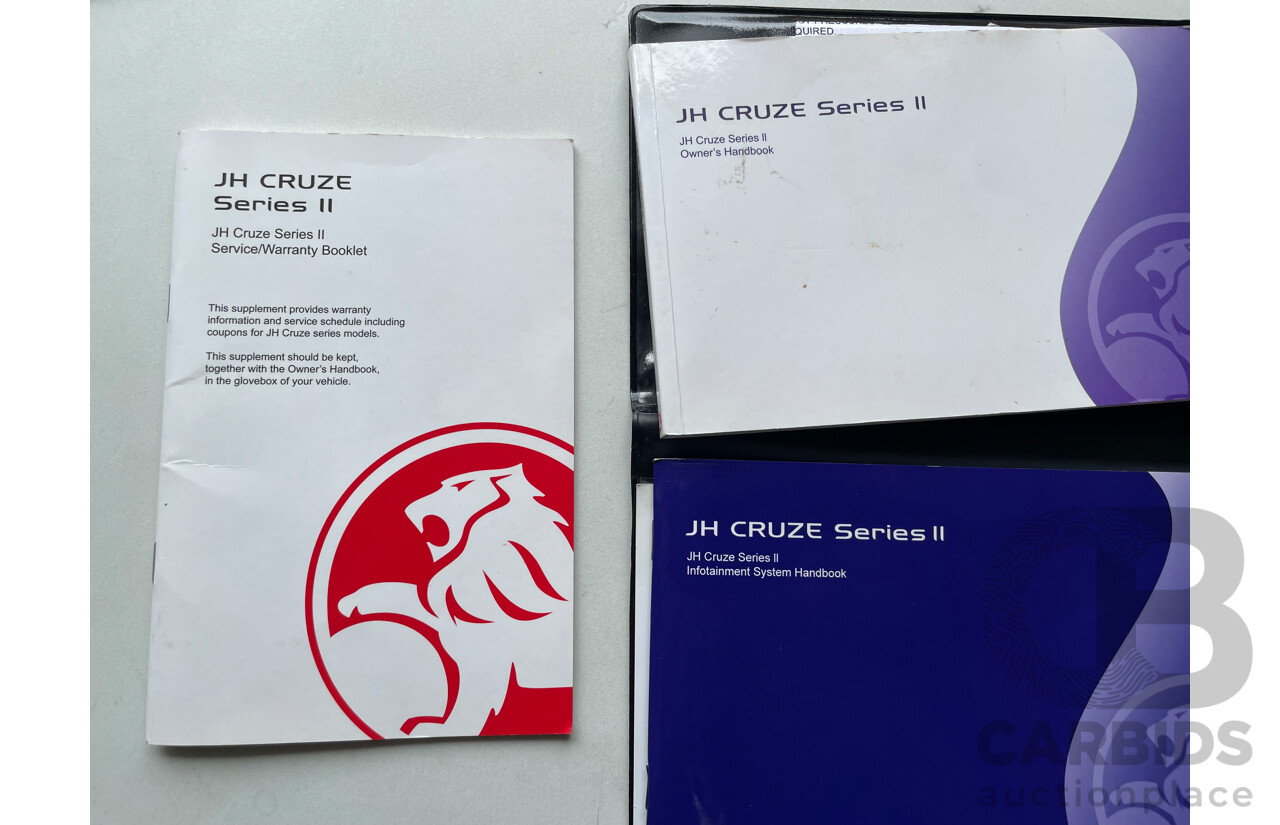 JH CRUZE
Series II
JH Cruze Series II
Service/Warranty Booklet
This supplement provides warranty
information and service schedule including
coupons for JH Cruze series models.
This supplement should be kept,
together with the Owner's Handbook,
in the glovebox of your vehicle.
QUIRED.
JH CRUZE Series II
JH Cruze Series II
Owner's Handbook
JH CRUZE Series II
JH Cruze Series II
Infotainment System Handbook
CB
CARBIDS
auctionplace